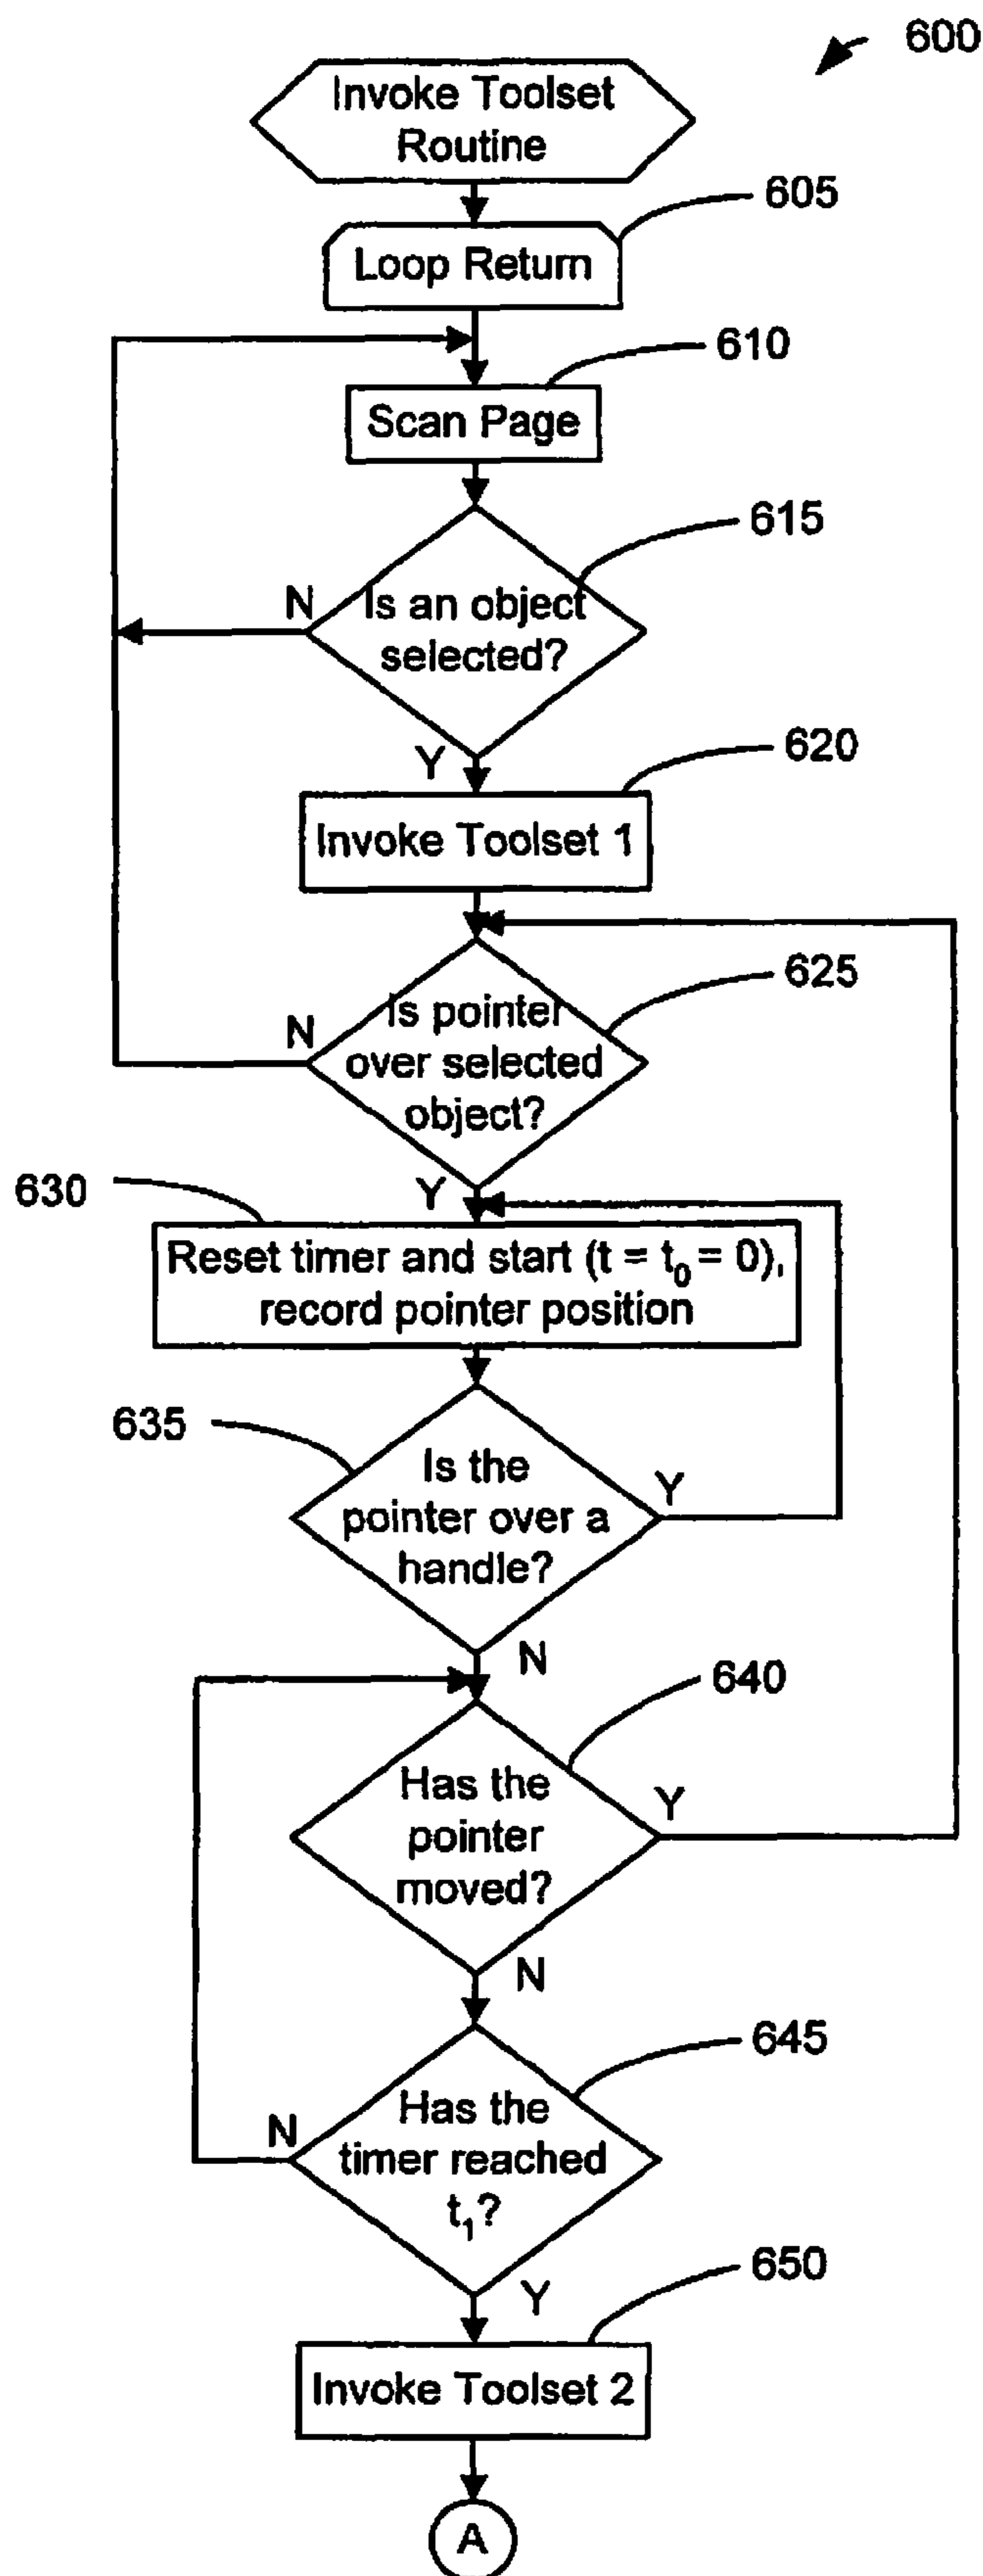 600
Invoke Toolset
Routine
605
Loop Return
610
Scan Page
615
N
Is an object
selected?
Y
620
Invoke Toolset 1
625
N
Is pointer
over selected
object?
630
Y
Reset timer and start (t = t₀ = 0),
record pointer position
635
Is the
pointer over a
handle?
Y
N
640
Has the
pointer
moved?
Y
N
645
N
Has the
timer reached
t₁?
Y
650
Invoke Toolset 2
A